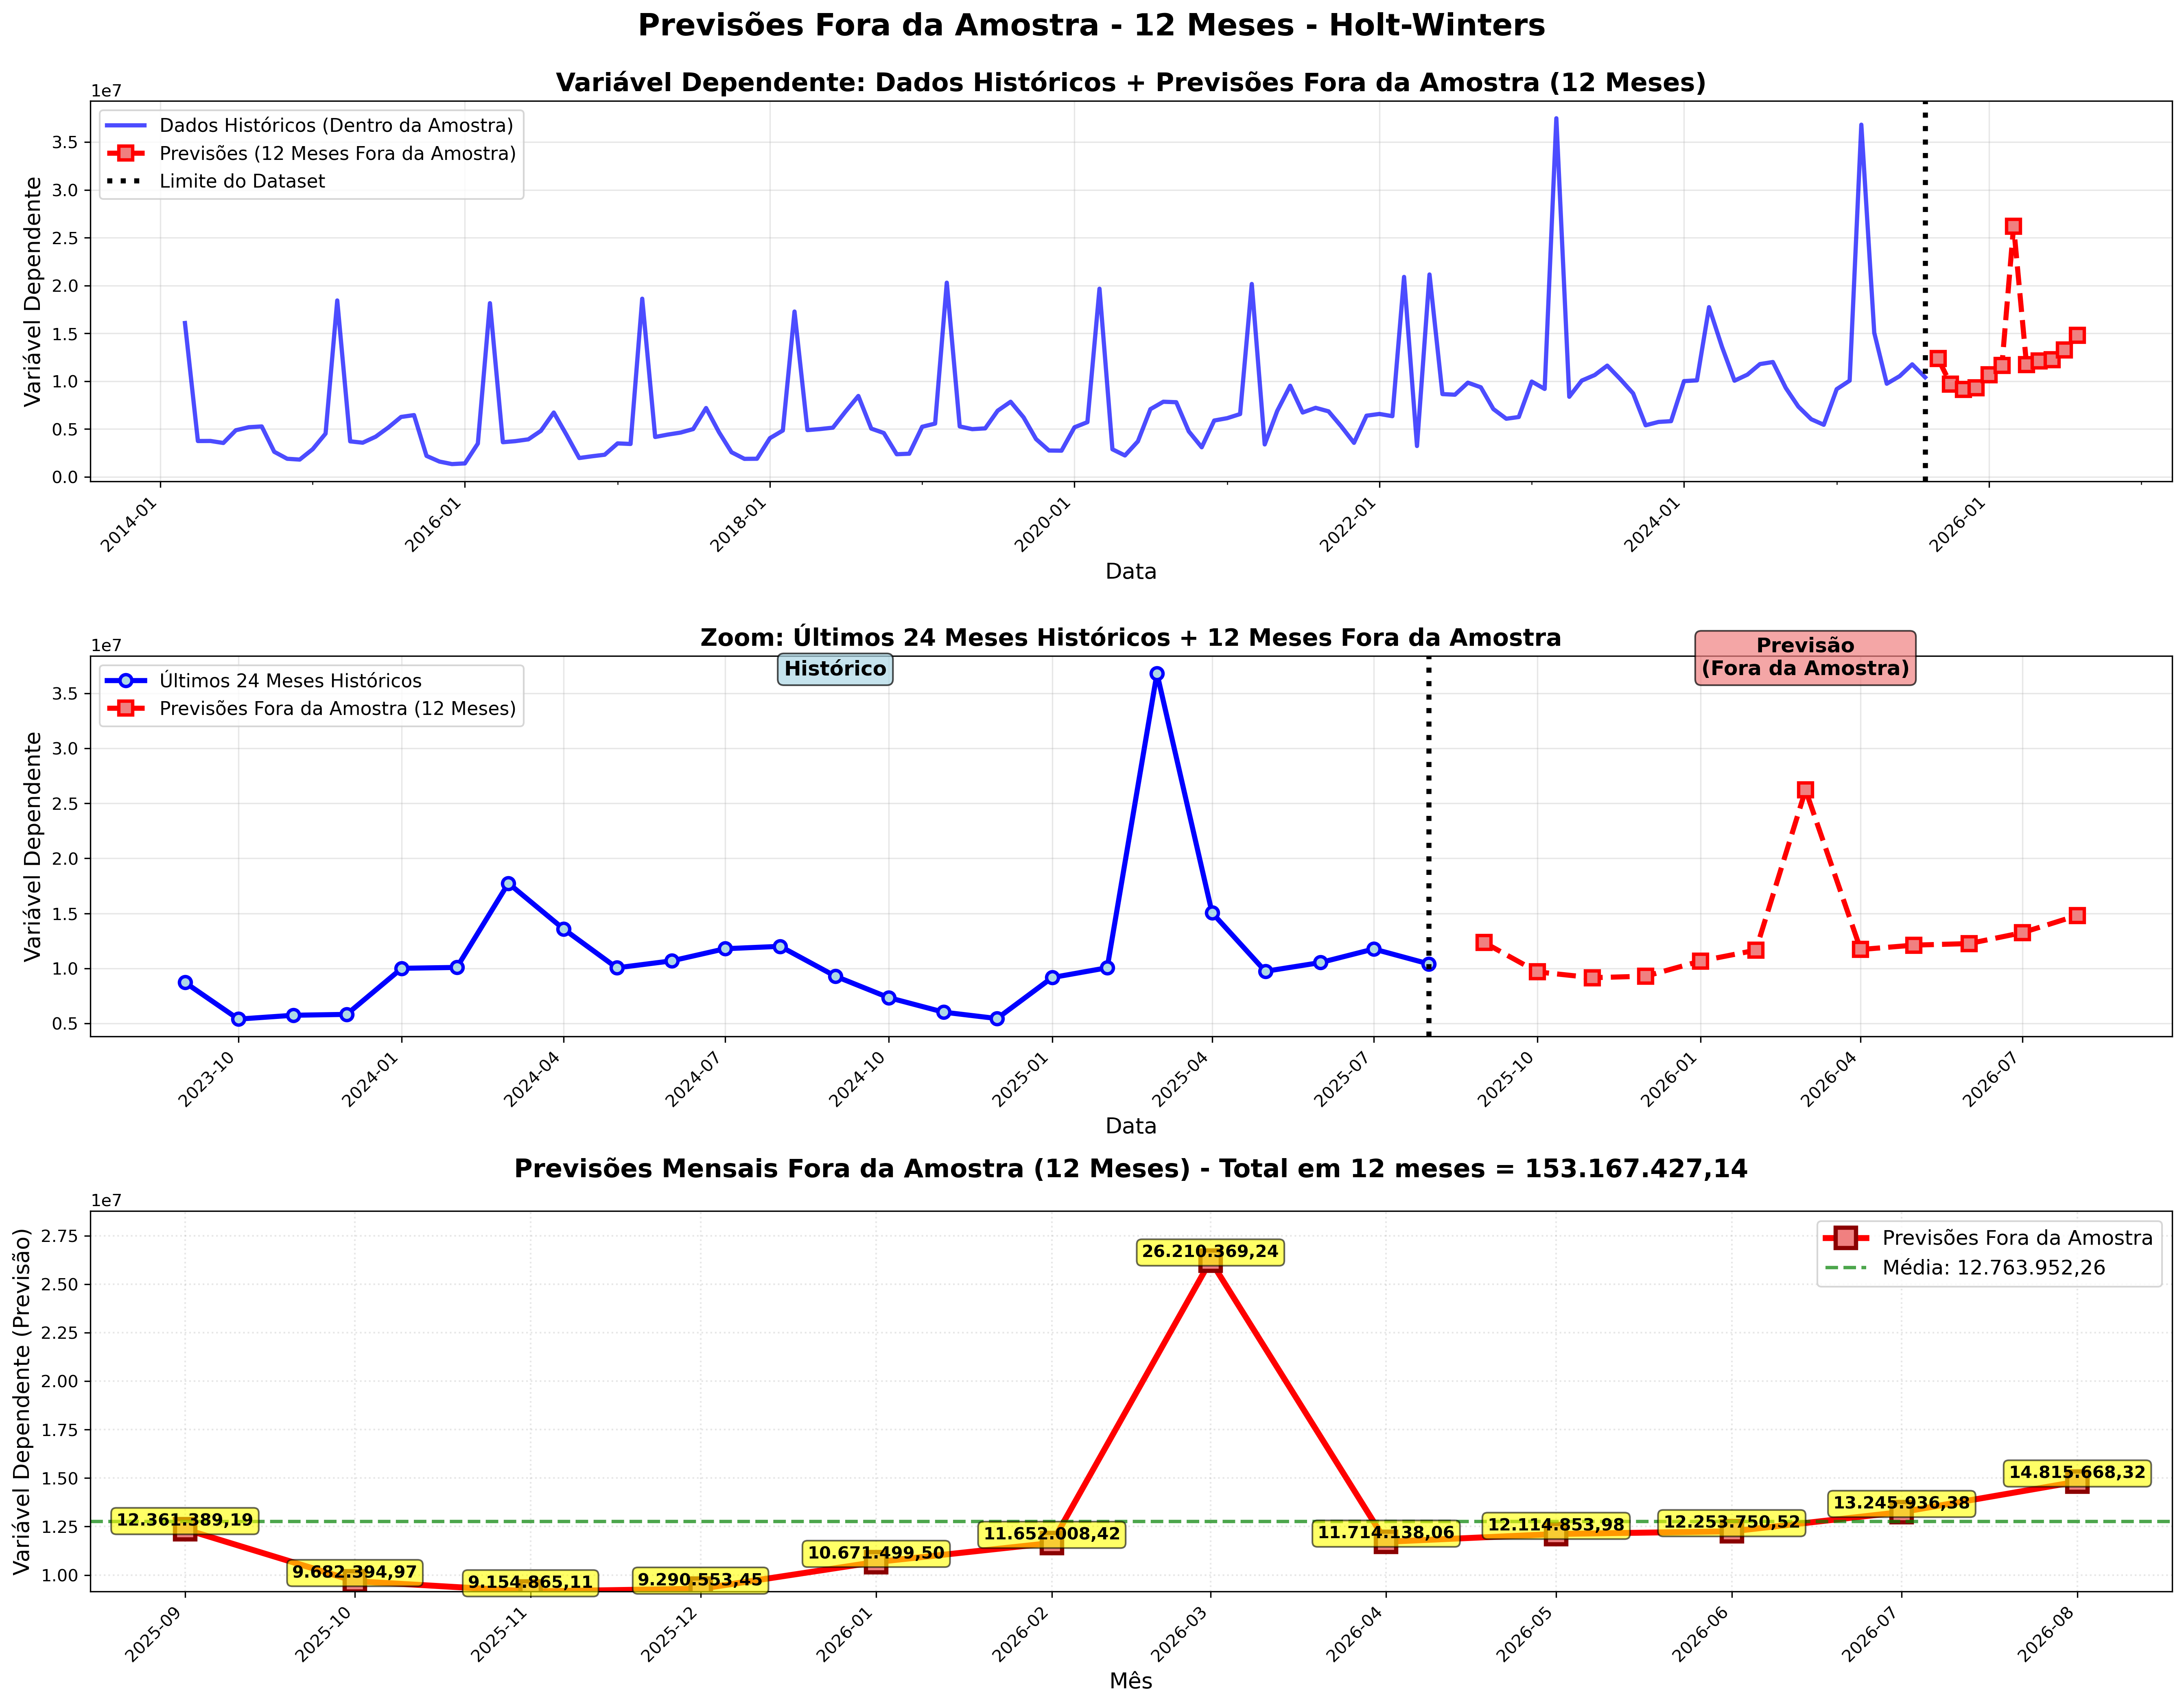 Previsões Fora da Amostra - 12 Meses - Holt-Winters
Variável Dependente: Dados Históricos + Previsões Fora da Amostra (12 Meses)
1e7
Dados Históricos (Dentro da Amostra)
Previsões (12 Meses Fora da Amostra)
Limite do Dataset
Variável Dependente
3.5
3.0
2.5
2.0
1.5
1.0
0.5
0.0
2014-01
2016-01
2018-01
2020-01
2022-01
2024-01
2026-01
Data
Zoom: Últimos 24 Meses Históricos + 12 Meses Fora da Amostra
1e7
Últimos 24 Meses Históricos
Previsões Fora da Amostra (12 Meses)
Histórico
Previsão
(Fora da Amostra)
Variável Dependente
3.5
3.0
2.5
2.0
1.5
1.0
0.5
2023-10
2024-01
2024-04
2024-07
2024-10
2025-01
2025-04
2025-07
2025-10
2026-01
2026-04
2026-07
Data
Previsões Mensais Fora da Amostra (12 Meses) - Total em 12 meses = 153.167.427,14
1e7
Previsões Fora da Amostra
Média: 12.763.952,26
Variável Dependente (Previsão)
2.75
2.50
2.25
2.00
1.75
1.50
1.25
1.00
12.361.389,19
9.682.394,97
9.154.865,11
9.290.553,45
10.671.499,50
11.652.008,42
26.210.369,24
11.714.138,06
12.114.853,98
12.253.750,52
13.245.936,38
14.815.668,32
2025-09
2025-10
2025-11
2025-12
2026-01
2026-02
2026-03
2026-04
2026-05
2026-06
2026-07
2026-08
Mês